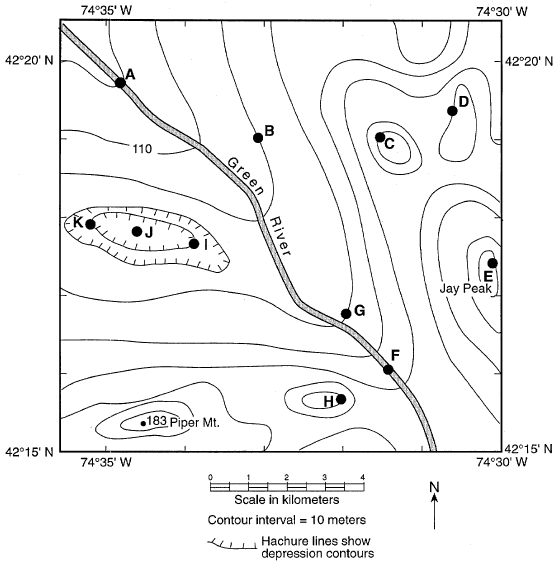 74°35' W 74°30' W
42°20' N 42°20' N
A
D
B
C
110
Green
River
K
J
I
E
Jay Peak
G
F
H
183 Piper Mt.
42°15' N 42°15' N
74°35' W 74°30' W
0 1 2 3 4
Scale in kilometers
N
Contour interval = 10 meters
Hachure lines show
depression contours